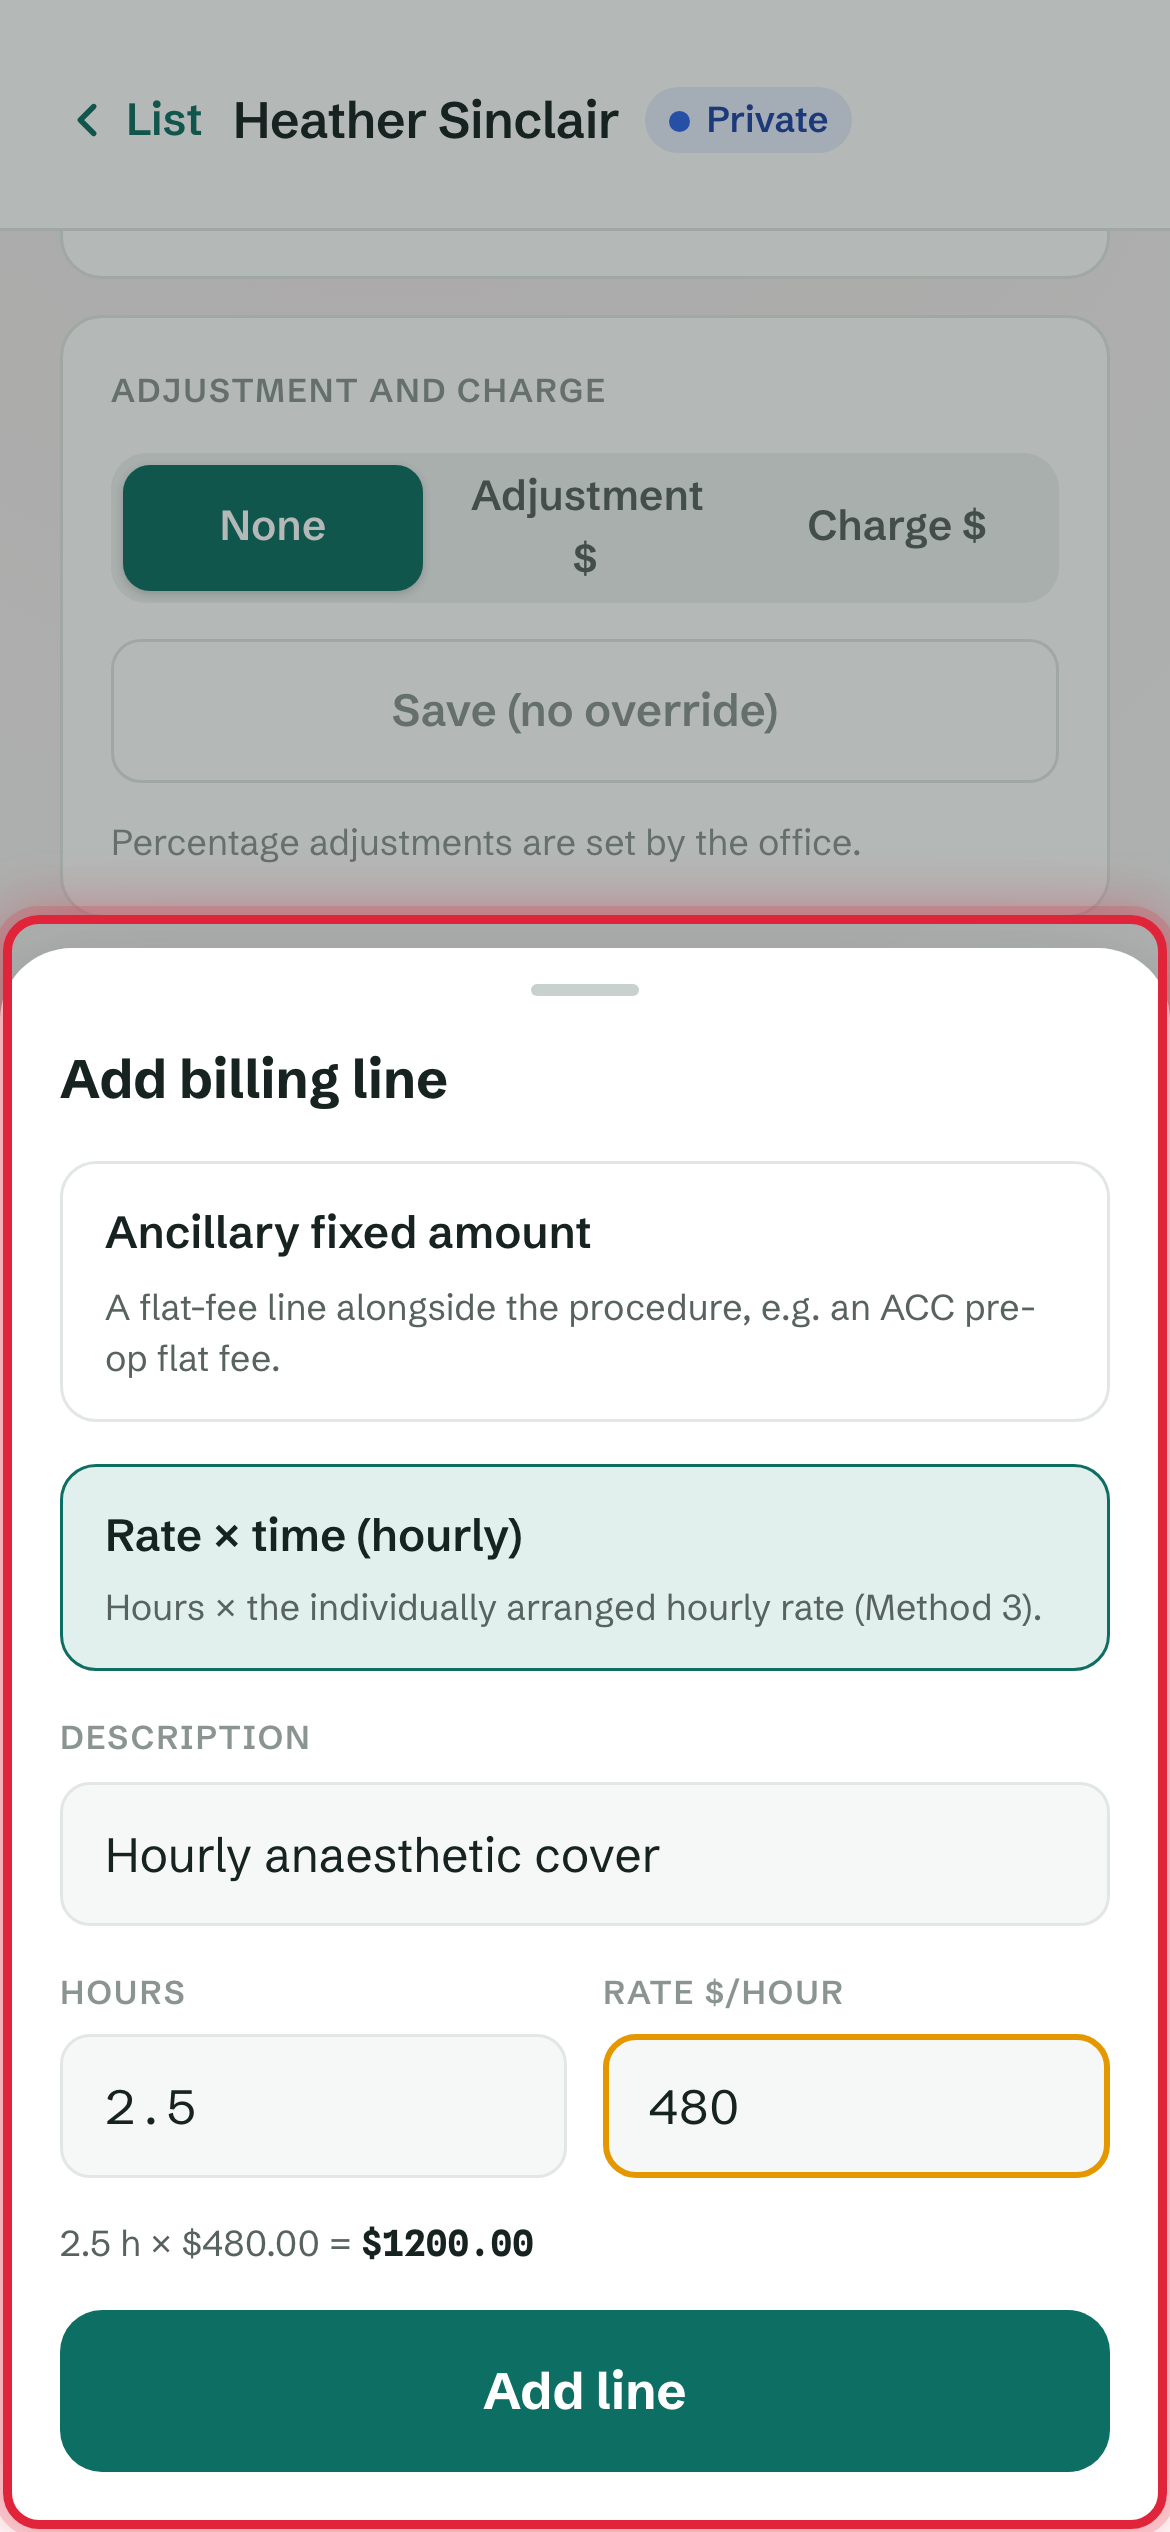 List Heather Sinclair Private
ADJUSTMENT AND CHARGE
None
Adjustment
$
Charge $
Save (no override)
Percentage adjustments are set by the office.
Add billing line
Ancillary fixed amount
A flat-fee line alongside the procedure, e.g. an ACC pre-
op flat fee.
Rate × time (hourly)
Hours × the individually arranged hourly rate (Method 3).
DESCRIPTION
Hourly anaesthetic cover
HOURS
RATE $/HOUR
2.5
480
2.5 h × $480.00 = $1200.00
Add line